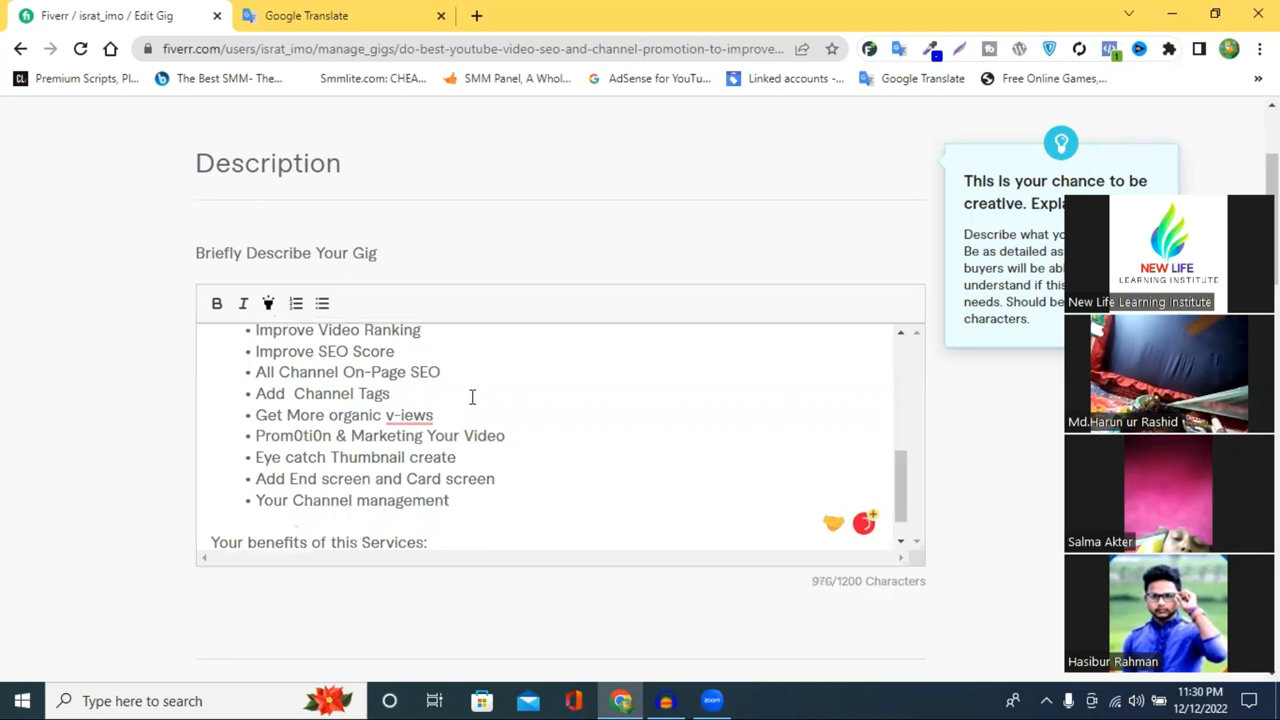 Fiverr / israt_imo / Edit Gig
Google Translate
fiverr.com/users/israt_imo/manage_gigs/do-best-youtube-video-seo-and-channel-promotion-to-improve...
Premium Scripts, Pl...
The Best SMM- The...
Smmlite.com: CHEA...
SMM Panel, A Whol...
AdSense for YouTu...
Linked accounts -...
Google Translate
Free Online Games,...
Description
Briefly Describe Your Gig
• Improve Video Ranking
• Improve SEO Score
• All Channel On-Page SEO
• Add  Channel Tags
• Get More organic v-iews
• Prom0ti0n & Marketing Your Video
• Eye catch Thumbnail create
• Add End screen and Card screen
• Your Channel management
Your benefits of this Services:
976/1200 Characters
This is your chance to be
creative. Expla
Describe what yo
Be as detailed as
buyers will be ab
understand if this
needs. Should be
characters.
NEW LIFE
LEARNING INSTITUTE
New Life Learning Institute
Md.Harun ur Rashid
Salma Akter
Hasibur Rahman
Type here to search
zoom
11:30 PM
12/12/2022